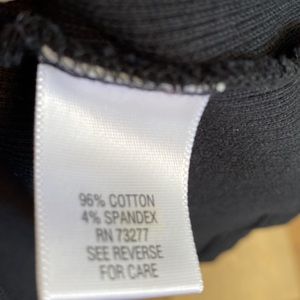 96% COTTON
4% SPANDEX
RN 73277
SEE REVERSE
FOR CARE